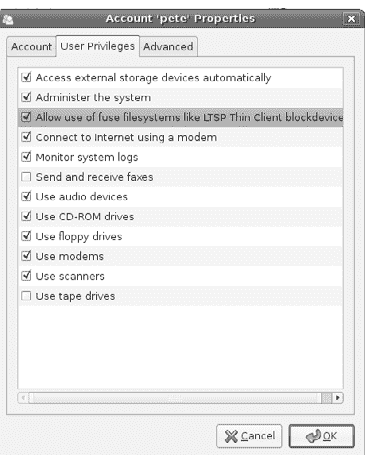 Account 'pete' Properties
Account User Privileges Advanced
Access external storage devices automatically
Administer the system
Allow use of fuse filesystems like LTSP Thin Client blockdevice
Connect to Internet using a modem
Monitor system logs
Send and receive faxes
Use audio devices
Use CD-ROM drives
Use floppy drives
Use modems
Use scanners
Use tape drives
Cancel OK